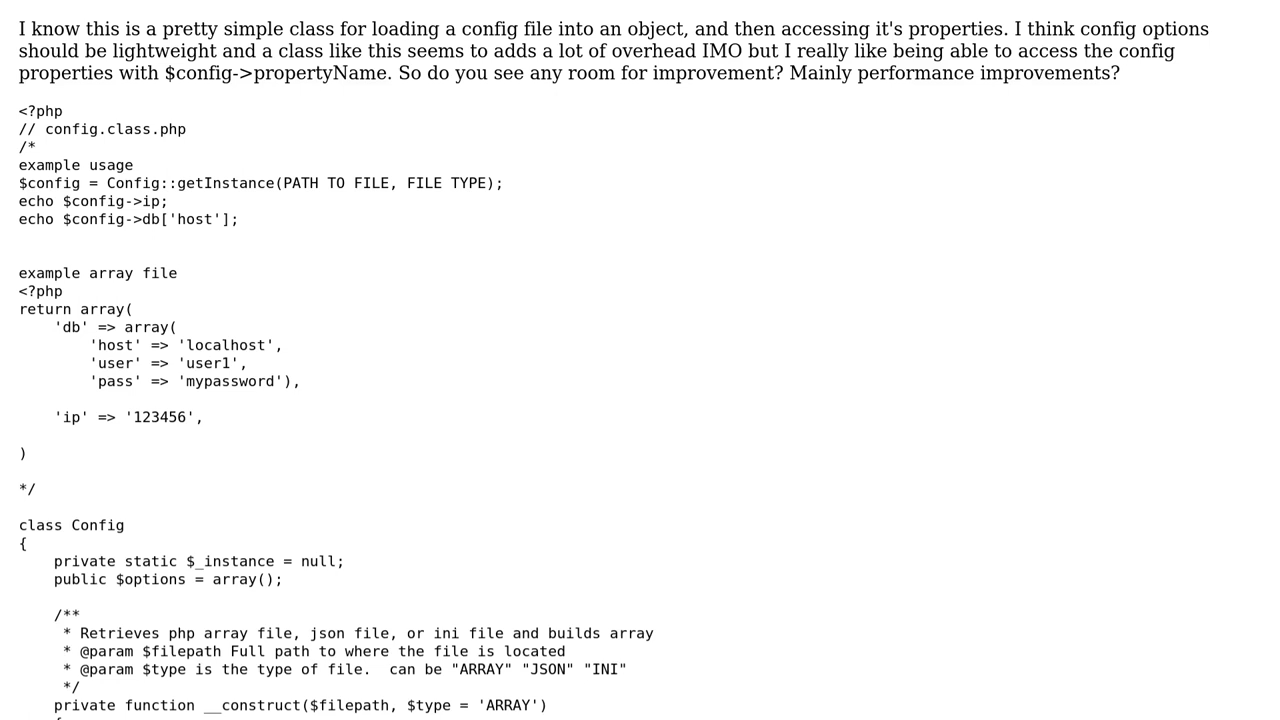 I know this is a pretty simple class for loading a config file into an object, and then accessing it's properties. I think config options
should be lightweight and a class like this seems to adds a lot of overhead IMO but I really like being able to access the config
properties with $config->propertyName. So do you see any room for improvement? Mainly performance improvements?
<?php
// config.class.php
/*
example usage
$config = Config::getInstance(PATH TO FILE, FILE TYPE);
echo $config->ip;
echo $config->db['host'];
example array file
<?php
return array(
    'db' => array(
        'host' => 'localhost',
        'user' => 'user1',
        'pass' => 'mypassword'),
    'ip' => '123456',
)
*/
class Config
{
    private static $_instance = null;
    public $options = array();
    /**
     * Retrieves php array file, json file, or ini file and builds array
     * @param $filepath Full path to where the file is located
     * @param $type is the type of file.  can be "ARRAY" "JSON" "INI"
     */
    private function __construct($filepath, $type = 'ARRAY')